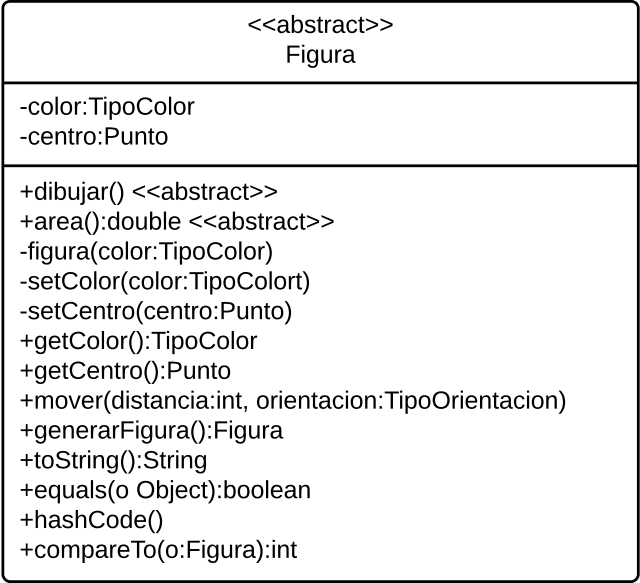 <<abstract>>
Figura
-color:TipoColor
-centro:Punto
+dibujar() <<abstract>>
+area():double <<abstract>>
-figura(color:TipoColor)
-setColor(color:TipoColort)
-setCentro(centro:Punto)
+getColor():TipoColor
+getCentro():Punto
+mover(distancia:int, orientacion:TipoOrientacion)
+generarFigura():Figura
+toString():String
+equals(o Object):boolean
+hashCode()
+compareTo(o:Figura):int